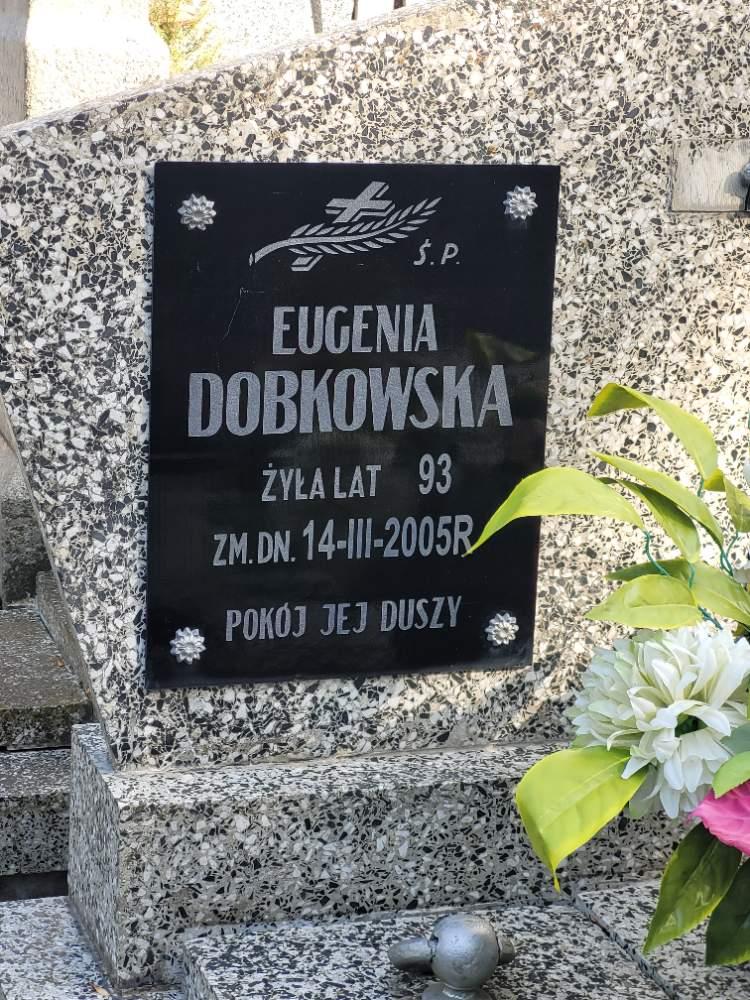 Ś.P.
EUGENIA
DOBKOWSKA
ŻYŁA LAT 93
ZM. DN. 14-III-2005R
POKÓJ JEJ DUSZY